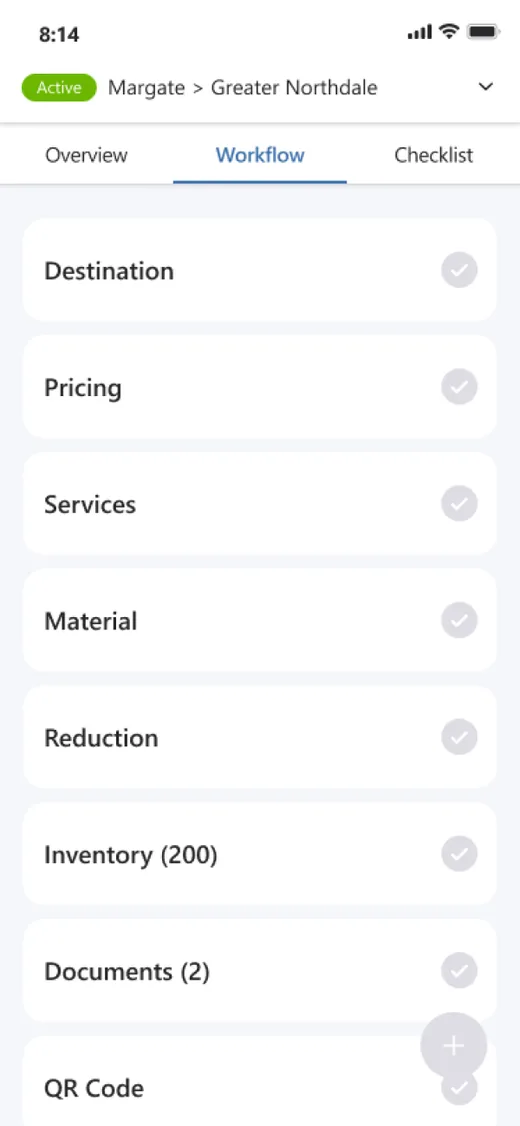 8:14
Active Margate > Greater Northdale
Overview Workflow Checklist
Destination
Pricing
Services
Material
Reduction
Inventory (200)
Documents (2)
QR Code